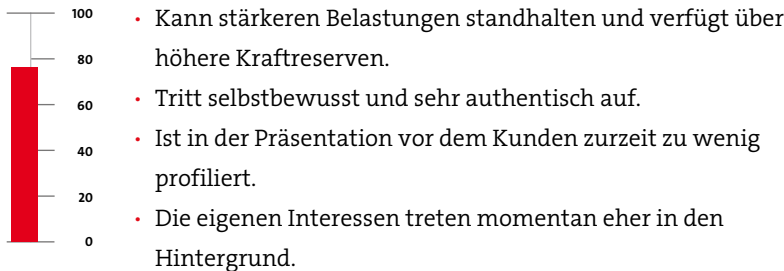 100
80
60
40
20
0
• Kann stärkeren Belastungen standhalten und verfügt über
höhere Kraftreserven.
• Tritt selbstbewusst und sehr authentisch auf.
• Ist in der Präsentation vor dem Kunden zurzeit zu wenig
profiliert.
• Die eigenen Interessen treten momentan eher in den
Hintergrund.